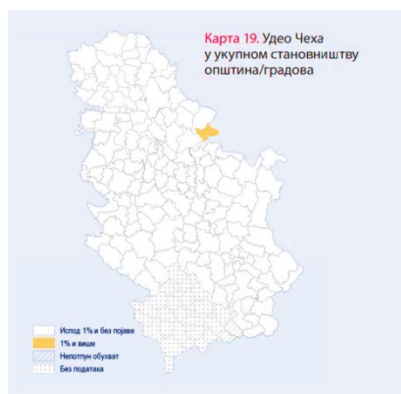 Карта 19. Удео Чеха
у укупном становништву
општина/градова
Испод 1% и без појаве
1% и више
Непотпун обухват
Без података